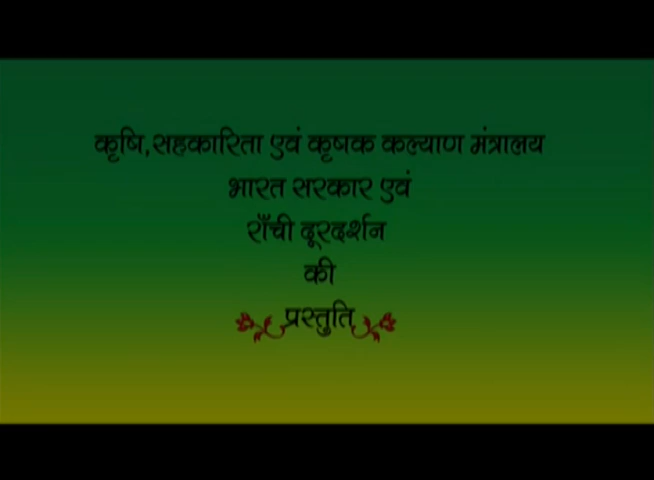 कृषि,सहकारिता एवं कृषक कल्याण मंत्रालय
भारत सरकार एवं
राँची दूरदर्शन
की
प्रस्तुति